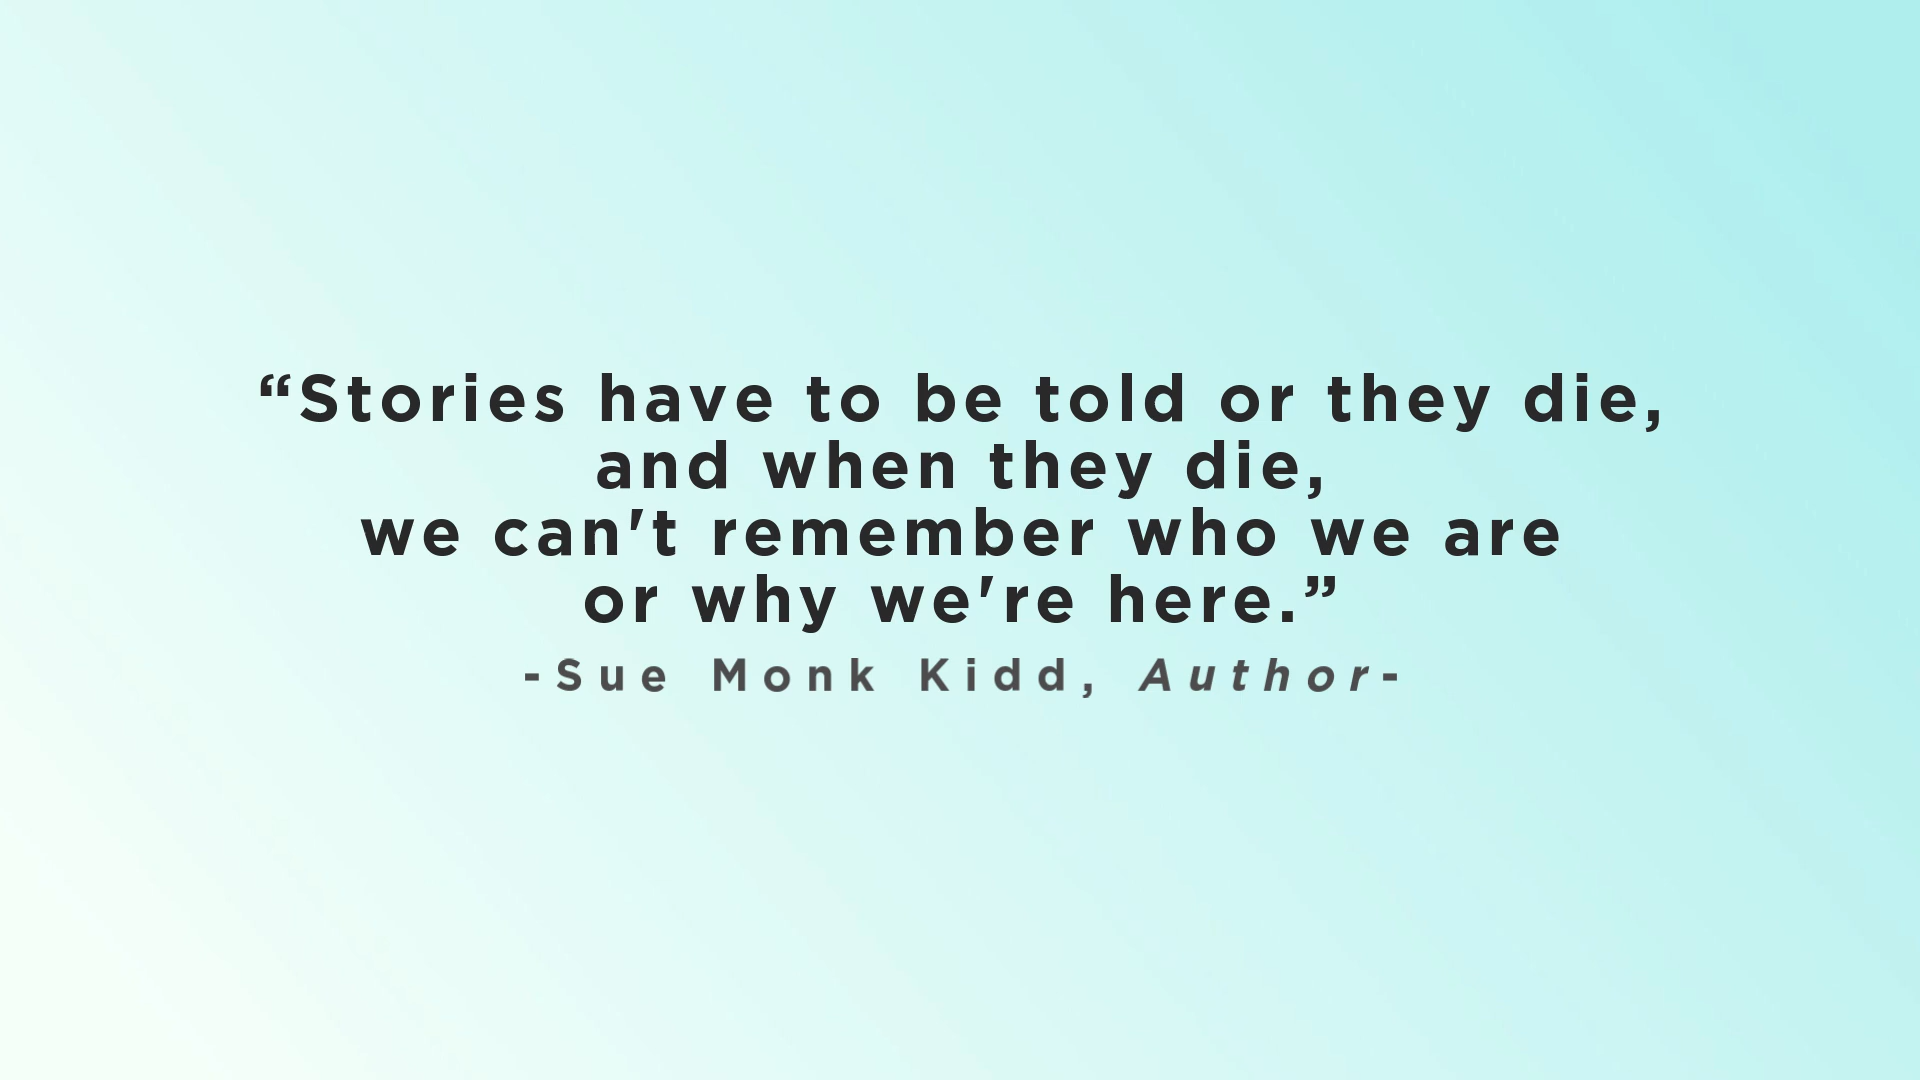 “Stories have to be told or they die,
and when they die,
we can't remember who we are
or why we're here.”
-Sue Monk Kidd, Author-